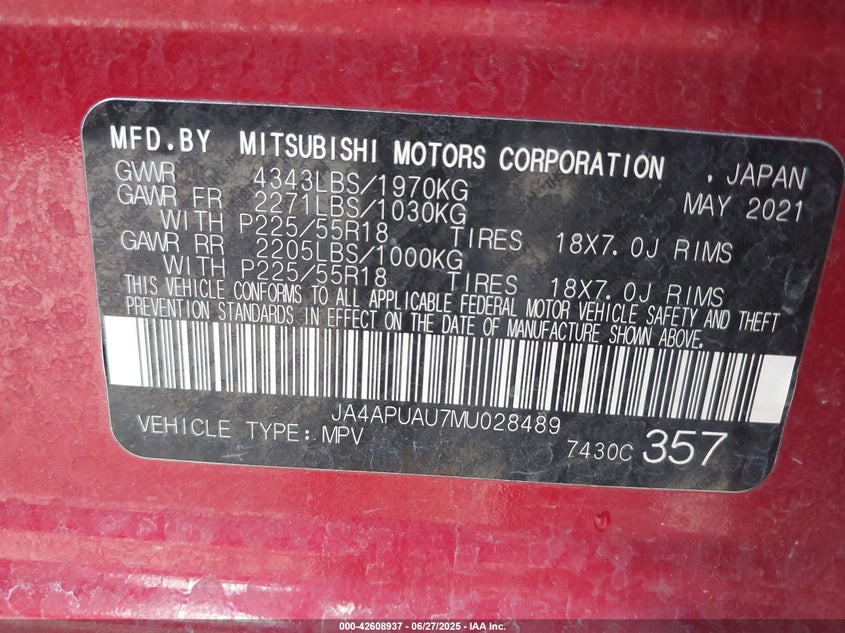 MFD.BY MITSUBISHI MOTORS CORPORATION , JAPAN
GVWR 4343LBS/1970KG MAY 2021
GAWR FR 2271LBS/1030KG
WITH P225/55R18 TIRES 18X7.0J RIMS
GAWR RR 2205LBS/1000KG
WITH P225/55R18 TIRES 18X7.0J RIMS
THIS VEHICLE CONFORMS TO ALL APPLICABLE FEDERAL MOTOR VEHICLE SAFETY AND THEFT
PREVENTION STANDARDS IN EFFECT ON THE DATE OF MANUFACTURE SHOWN ABOVE.
JA4APUAU7MU028489
VEHICLE TYPE: MPV 7430C 357
000-42608937 - 06/27/2025 - IAA Inc.